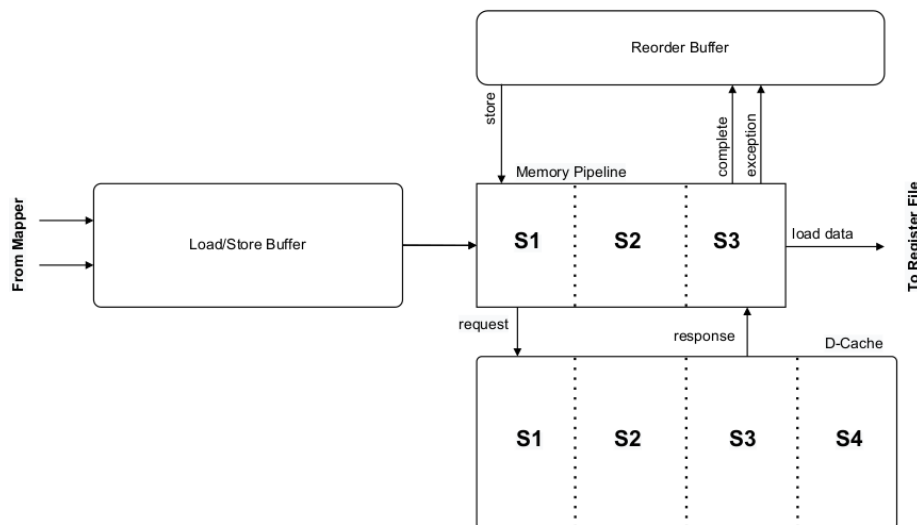 Reorder Buffer
store
complete
exception
Memory Pipeline
From Mapper
Load/Store Buffer
S1
S2
S3
load data
To Register File
request
response
D-Cache
S1
S2
S3
S4